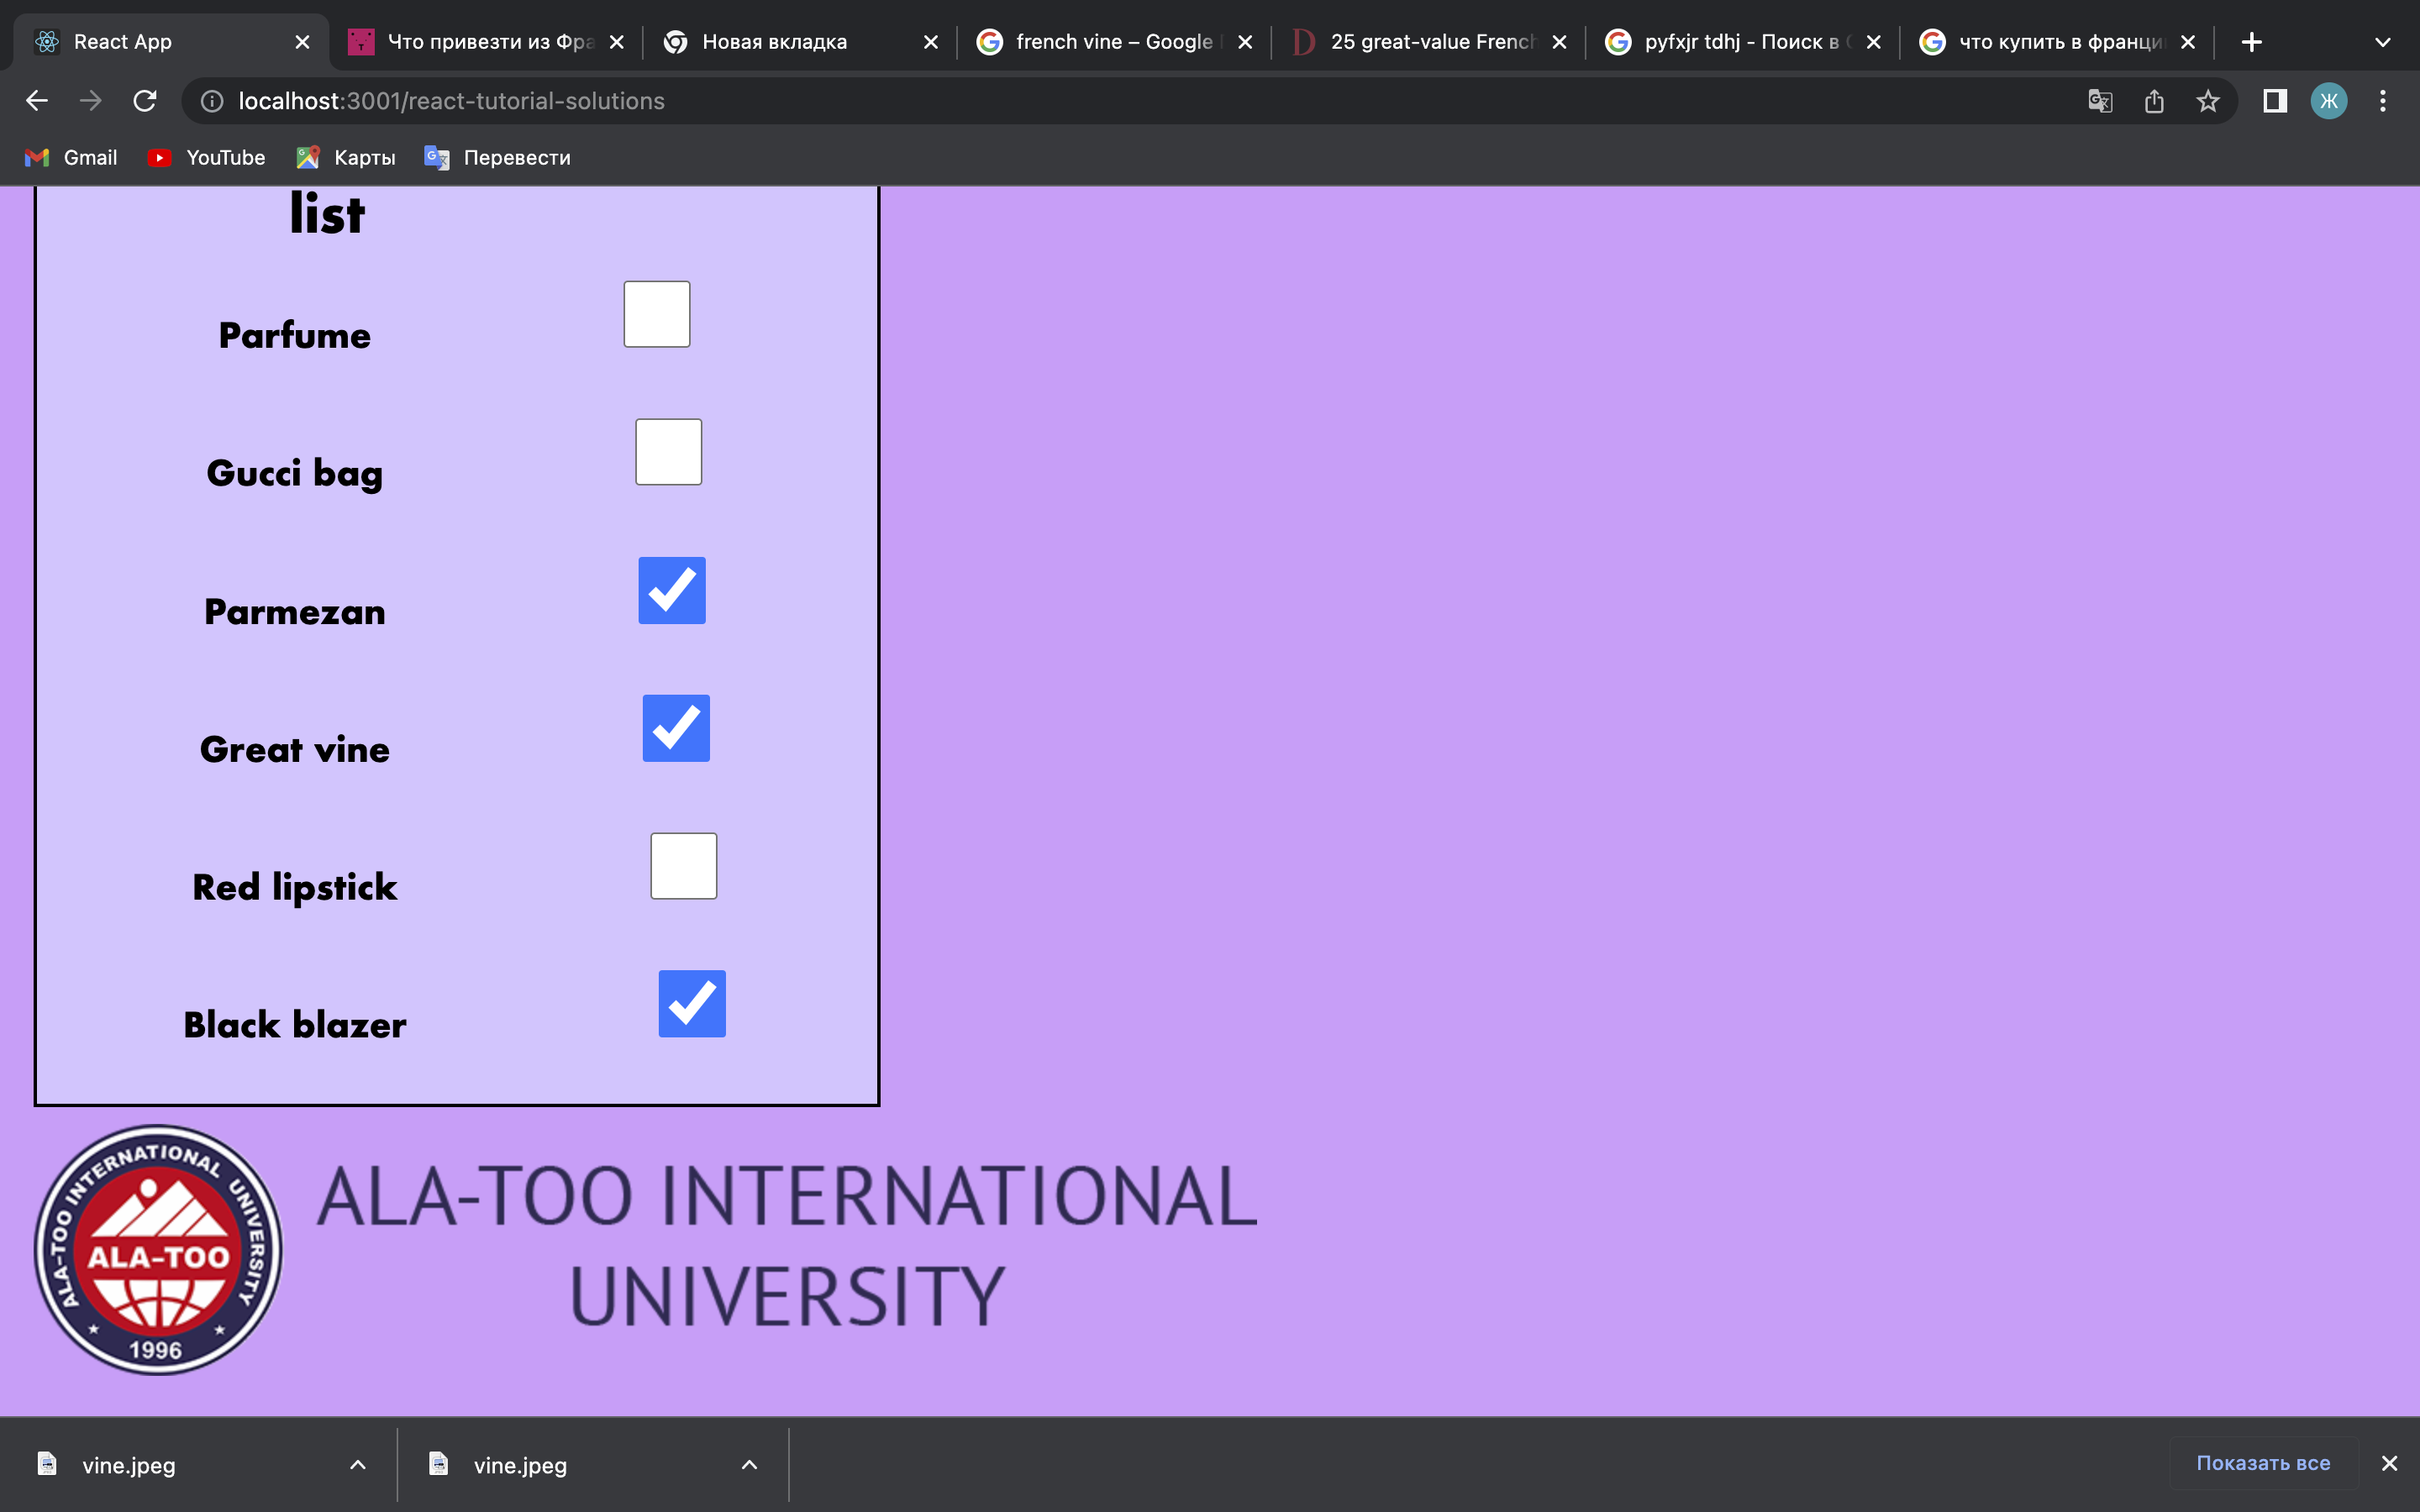 React App
Что привезти из Фра
Новая вкладка
french vine – Google
25 great-value French
pyfxjr tdhj - Поиск в
что купить в франци
localhost:3001/react-tutorial-solutions
Ж
Gmail
YouTube
Карты
Перевести
list
Parfume
Gucci bag
Parmezan
Great vine
Red lipstick
Black blazer
ALA-TOO INTERNATIONAL UNIVERSITY
ALA-TOO
1996
ALA-TOO INTERNATIONAL
UNIVERSITY
vine.jpeg
vine.jpeg
Показать все